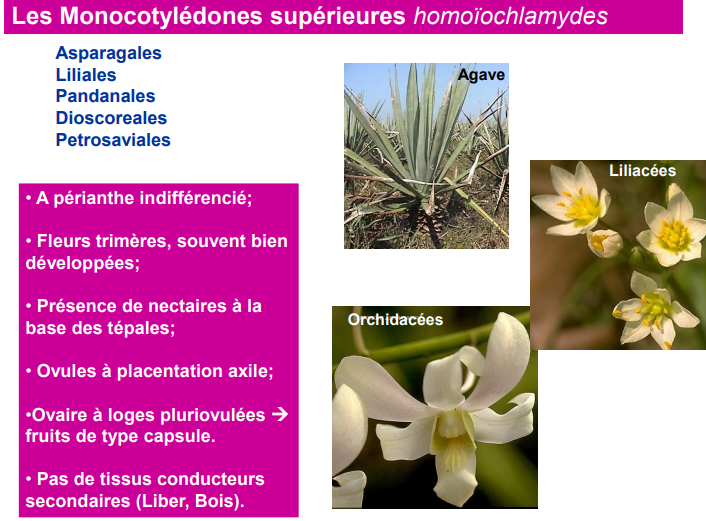 Les Monocotylédones supérieures homoïochlamydes
Asparagales
Liliales
Pandanales
Dioscoreales
Petrosaviales
Agave
Liliacées
Orchidacées
• A périanthe indifférencié;
• Fleurs trimères, souvent bien
développées;
• Présence de nectaires à la
base des tépales;
• Ovules à placentation axile;
•Ovaire à loges pluriovulées →
fruits de type capsule.
• Pas de tissus conducteurs
secondaires (Liber, Bois).